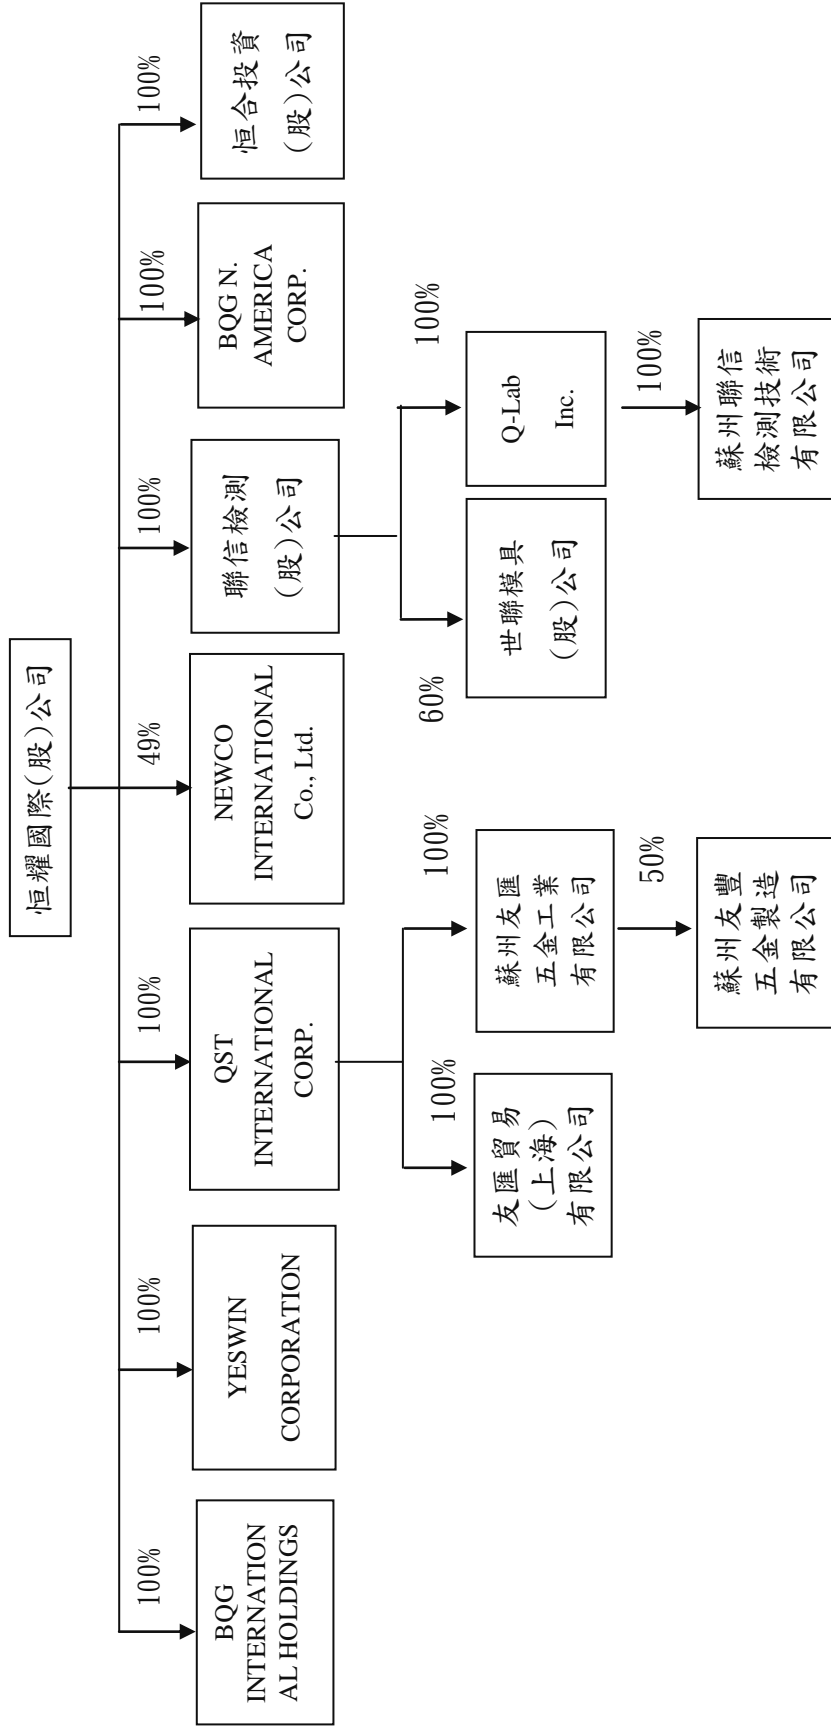 恒耀國際(股)公司
100%
100%
100%
49%
100%
100%
100%
BQG
INTERNATION
AL HOLDINGS
YESWIN
CORPORATION
QST
INTERNATIONAL
CORP.
NEWCO
INTERNATIONAL
Co., Ltd.
聯信檢測
(股)公司
BQG N.
AMERICA
CORP.
恒合投資
(股)公司
100%
100%
60%
100%
友匯貿易
(上海)
有限公司
蘇州友匯
五金工業
有限公司
世聯模具
(股)公司
Q-Lab
Inc.
50%
100%
蘇州友豐
五金製造
有限公司
蘇州聯信
檢測技術
有限公司